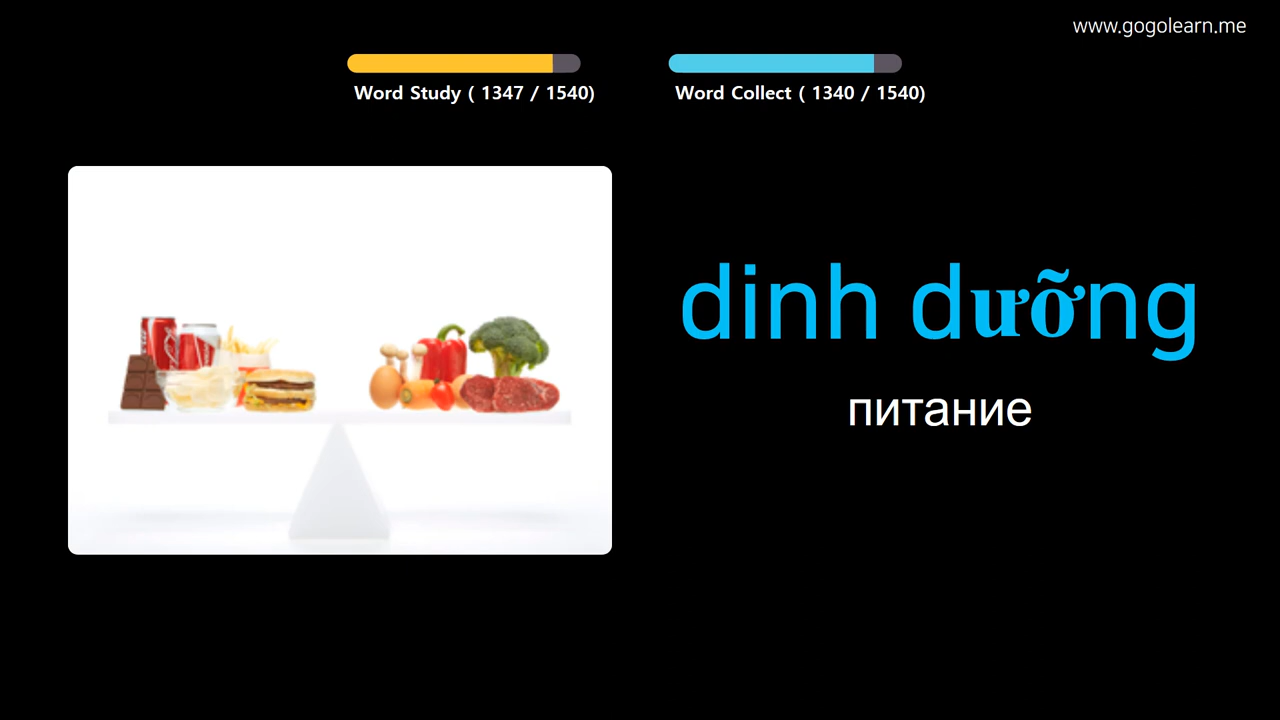 www.gogolearn.me
Word Study ( 1347 / 1540)
Word Collect ( 1340 / 1540)
dinh dưỡng
питание